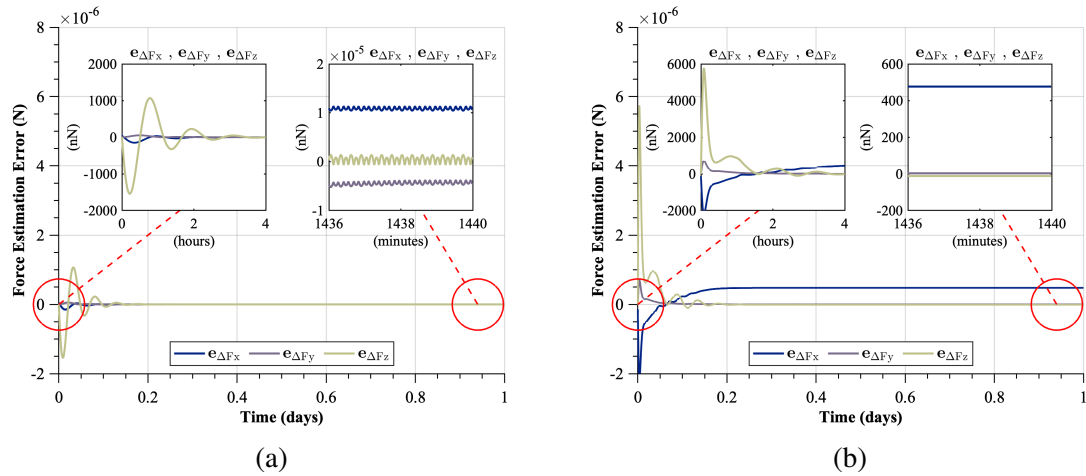 ×10⁻⁶
8
6
4
2
0
-2
Force Estimation Error (N)
0
0.2
0.4
0.6
0.8
1
Time (days)
e_ΔFx , e_ΔFy , e_ΔFz
2000
1000
0
-1000
-2000
(nN)
0
2
4
(hours)
×10⁻⁵ e_ΔFx , e_ΔFy , e_ΔFz
2
1
0
-1
(nN)
1436
1438
1440
(minutes)
e_ΔFx e_ΔFy e_ΔFz
(a)
×10⁻⁶
8
6
4
2
0
-2
Force Estimation Error (N)
0
0.2
0.4
0.6
0.8
1
Time (days)
e_ΔFx , e_ΔFy , e_ΔFz
6000
4000
2000
0
2000
(nN)
0
2
4
(hours)
e_ΔFx , e_ΔFy , e_ΔFz
600
400
200
0
-200
(nN)
1436
1438
1440
(minutes)
e_ΔFx e_ΔFy e_ΔFz
(b)